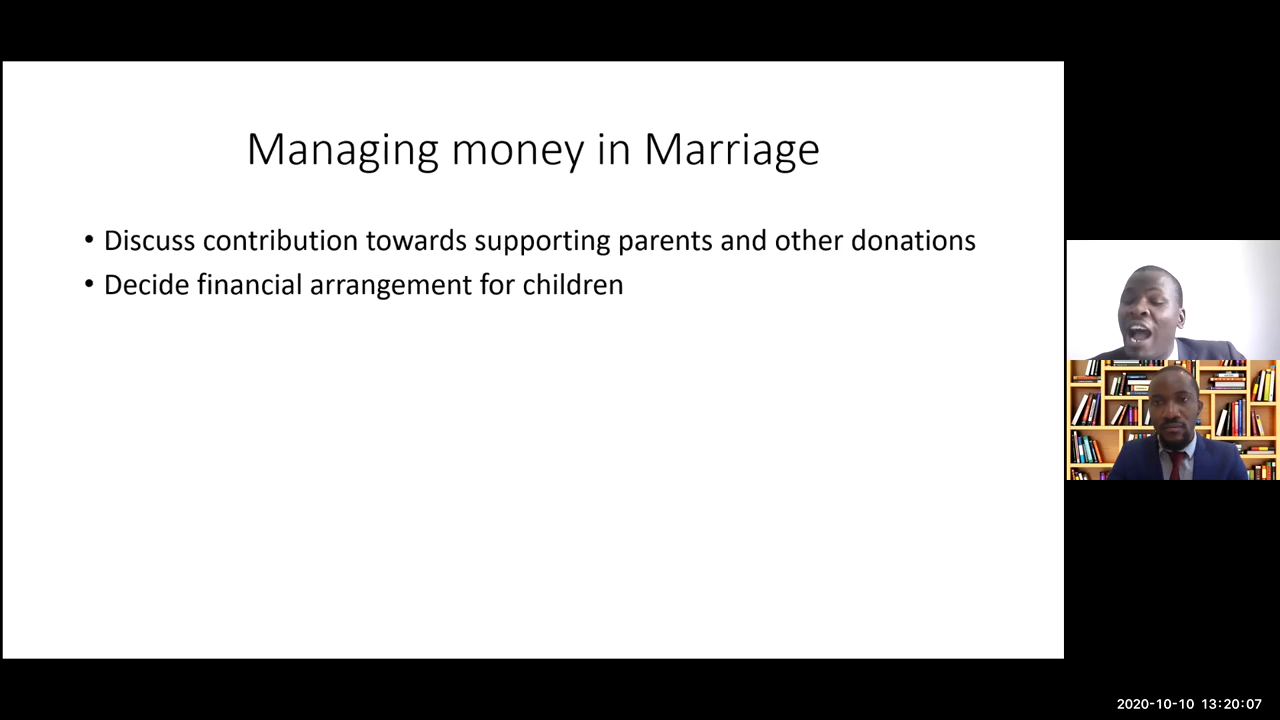 Managing money in Marriage
• Discuss contribution towards supporting parents and other donations
• Decide financial arrangement for children
2020-10-10 13:20:07